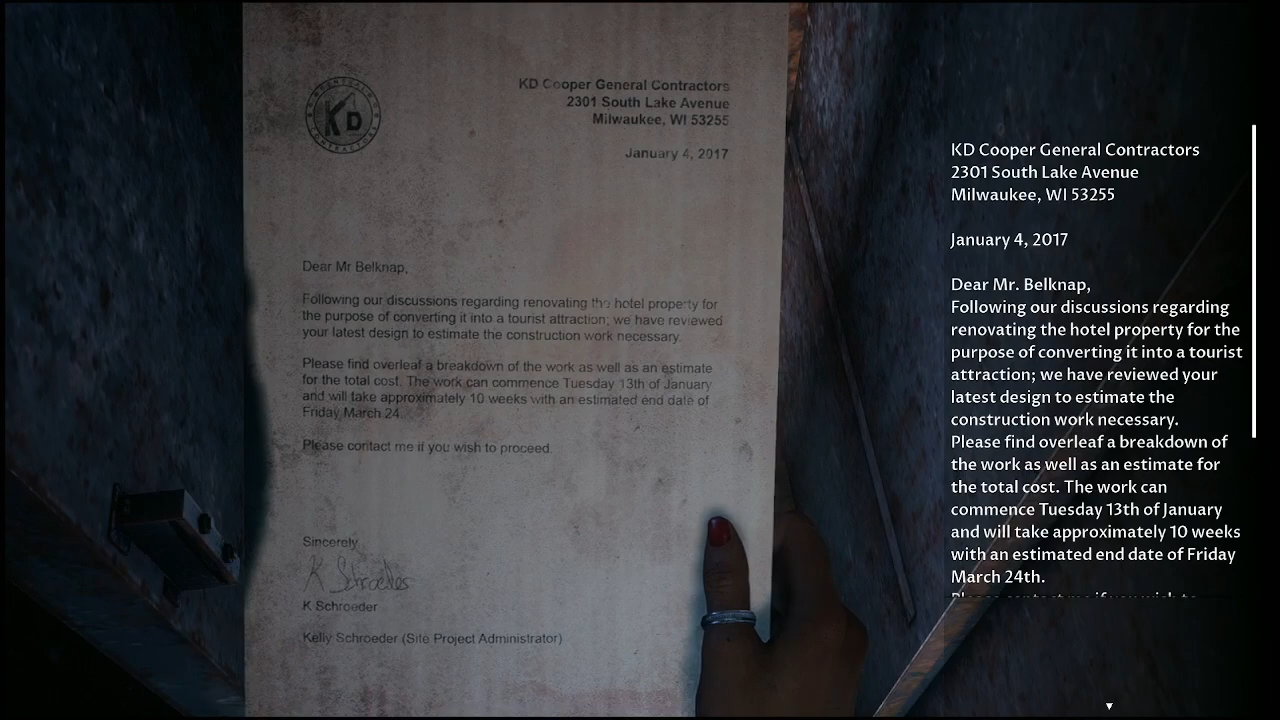 KD
KD Cooper General Contractors
2301 South Lake Avenue
Milwaukee, WI 53255
January 4, 2017
Dear Mr Belknap,
Following our discussions regarding renovating the hotel property for
the purpose of converting it into a tourist attraction; we have reviewed
your latest design to estimate the construction work necessary.
Please find overleaf a breakdown of the work as well as an estimate
for the total cost. The work can commence Tuesday 13th of January
and will take approximately 10 weeks with an estimated end date of
Friday March 24.
Please contact me if you wish to proceed.
Sincerely
K Schroeder
K Schroeder
Kelly Schroeder (Site Project Administrator)
KD Cooper General Contractors
2301 South Lake Avenue
Milwaukee, WI 53255
January 4, 2017
Dear Mr. Belknap,
Following our discussions regarding
renovating the hotel property for the
purpose of converting it into a tourist
attraction; we have reviewed your
latest design to estimate the
construction work necessary.
Please find overleaf a breakdown of
the work as well as an estimate for
the total cost. The work can
commence Tuesday 13th of January
and will take approximately 10 weeks
with an estimated end date of Friday
March 24th.
Please contact me if you wish to